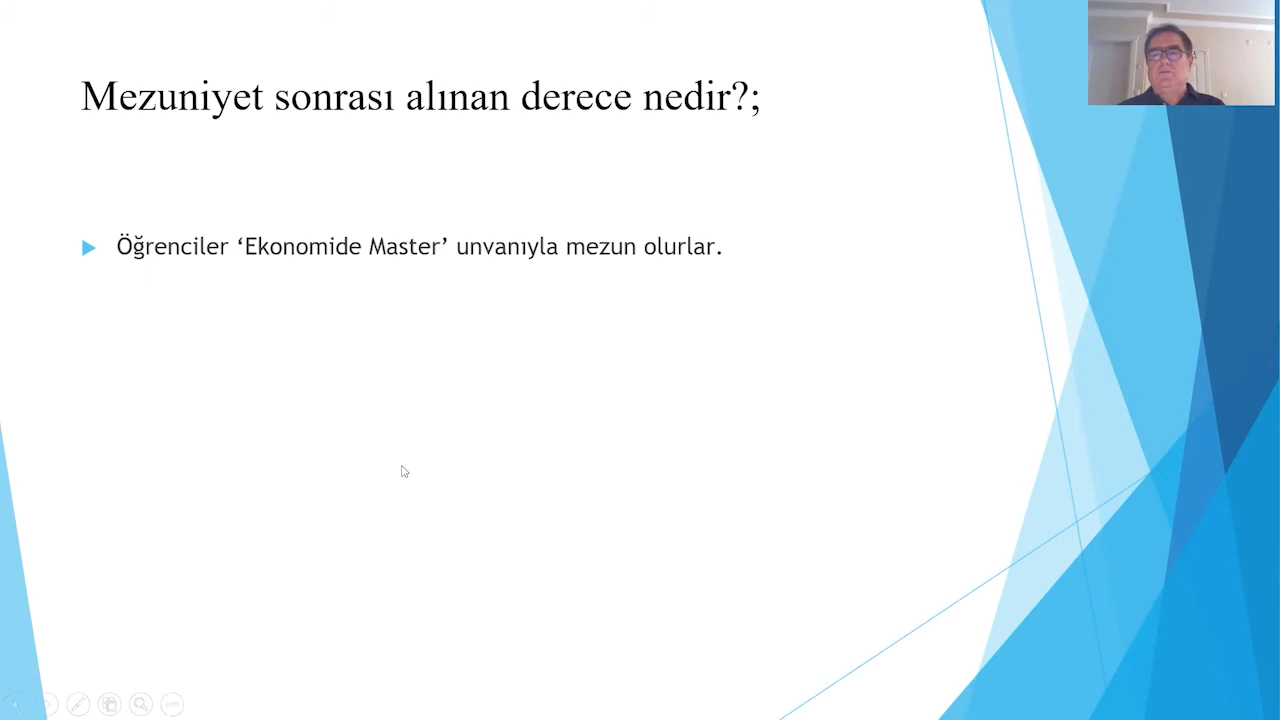 Mezuniyet sonrası alınan derece nedir?;
Öğrenciler ‘Ekonomide Master’ unvanıyla mezun olurlar.